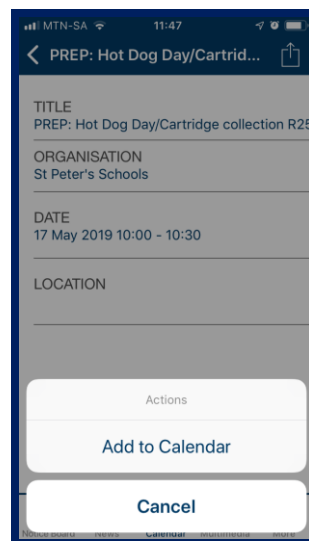 MTN-SA 11:47
PREP: Hot Dog Day/Cartrid...
TITLE
PREP: Hot Dog Day/Cartridge collection R25
ORGANISATION
St Peter's Schools
DATE
17 May 2019 10:00 - 10:30
LOCATION
Actions
Add to Calendar
Cancel
Notice Board News Calendar Multimedia More